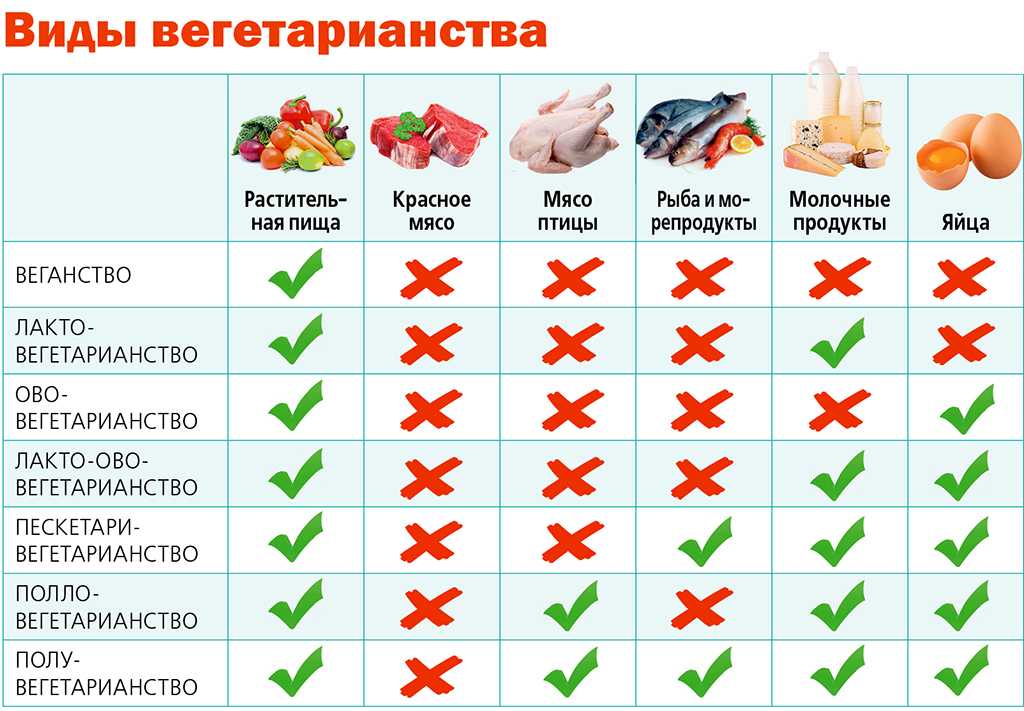 Виды вегетарианства
Раститель-
ная пища
Красное
мясо
Мясо
птицы
Рыба и мо-
репродукты
Молочные
продукты
Яйца
ВЕГАНСТВО
ЛАКТО-
ВЕГЕТАРИАНСТВО
ОВО-
ВЕГЕТАРИАНСТВО
ЛАКТО-ОВО-
ВЕГЕТАРИАНСТВО
ПЕСКЕТАРИ-
ВЕГЕТАРИАНСТВО
ПОЛЛО-
ВЕГЕТАРИАНСТВО
ПОЛУ-
ВЕГЕТАРИАНСТВО